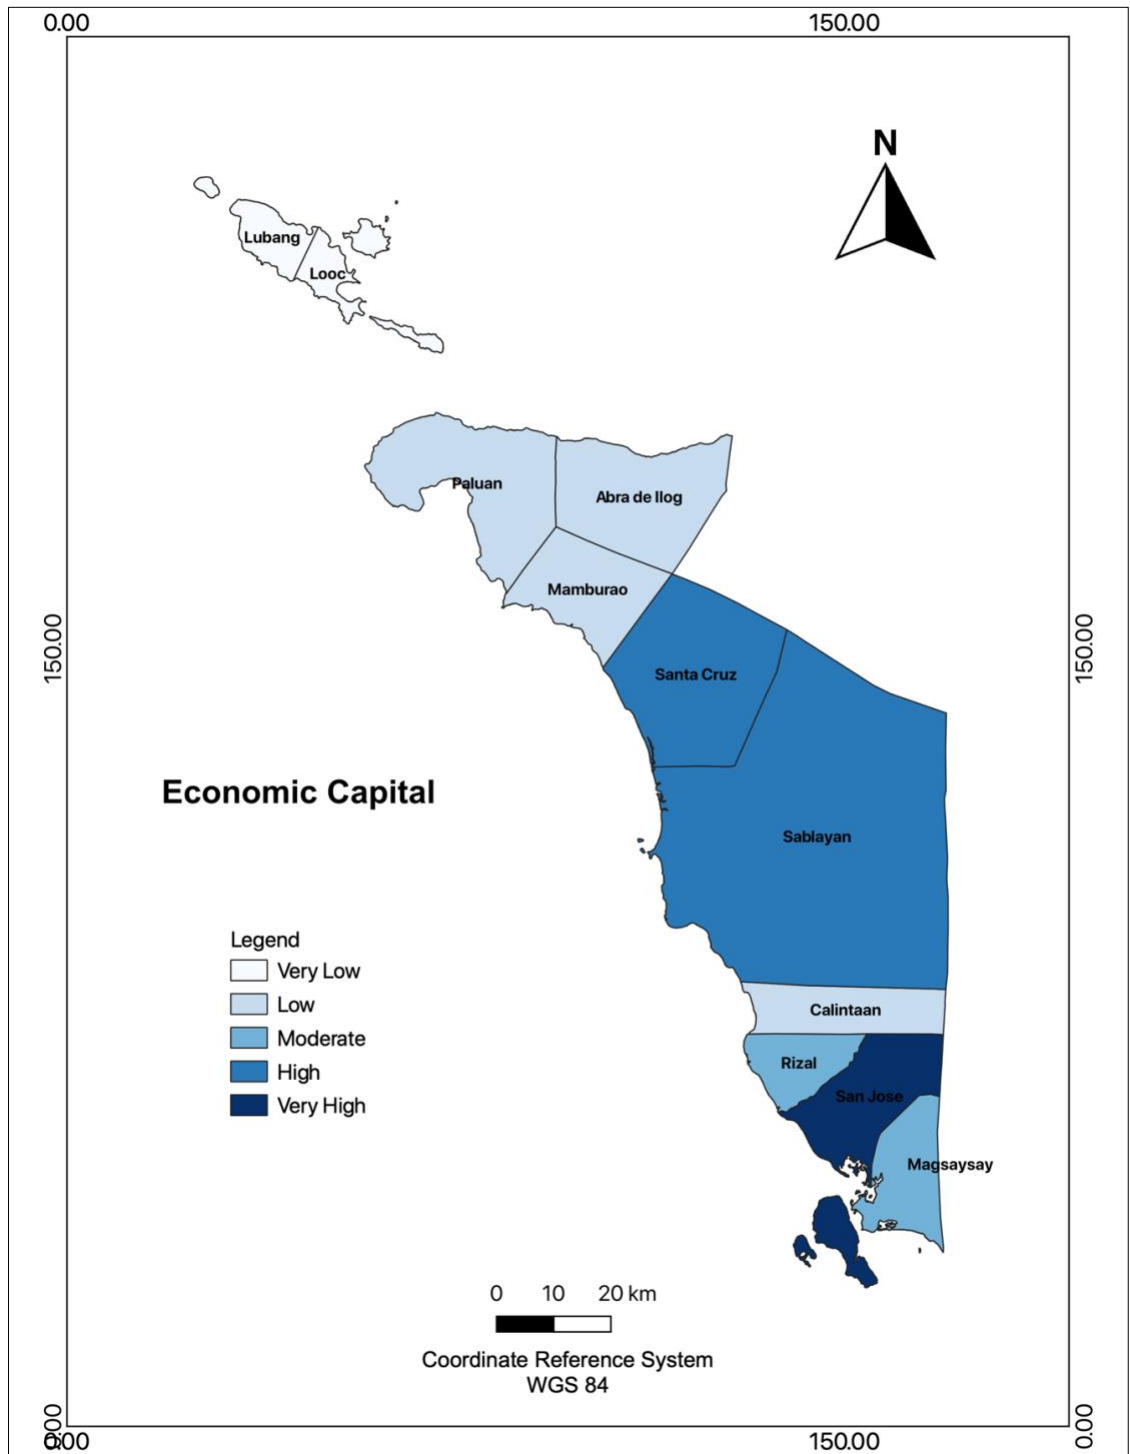 0.00
150.00
N
Lubang
Looc
Paluan
Abra de Ilog
Mamburao
150.00
150.00
Santa Cruz
Economic Capital
Sablayan
Legend
Very Low
Low
Moderate
High
Very High
Calintaan
Rizal
San Jose
Magsaysay
0 10 20 km
Coordinate Reference System
WGS 84
0.00
0.00
0.00
150.00